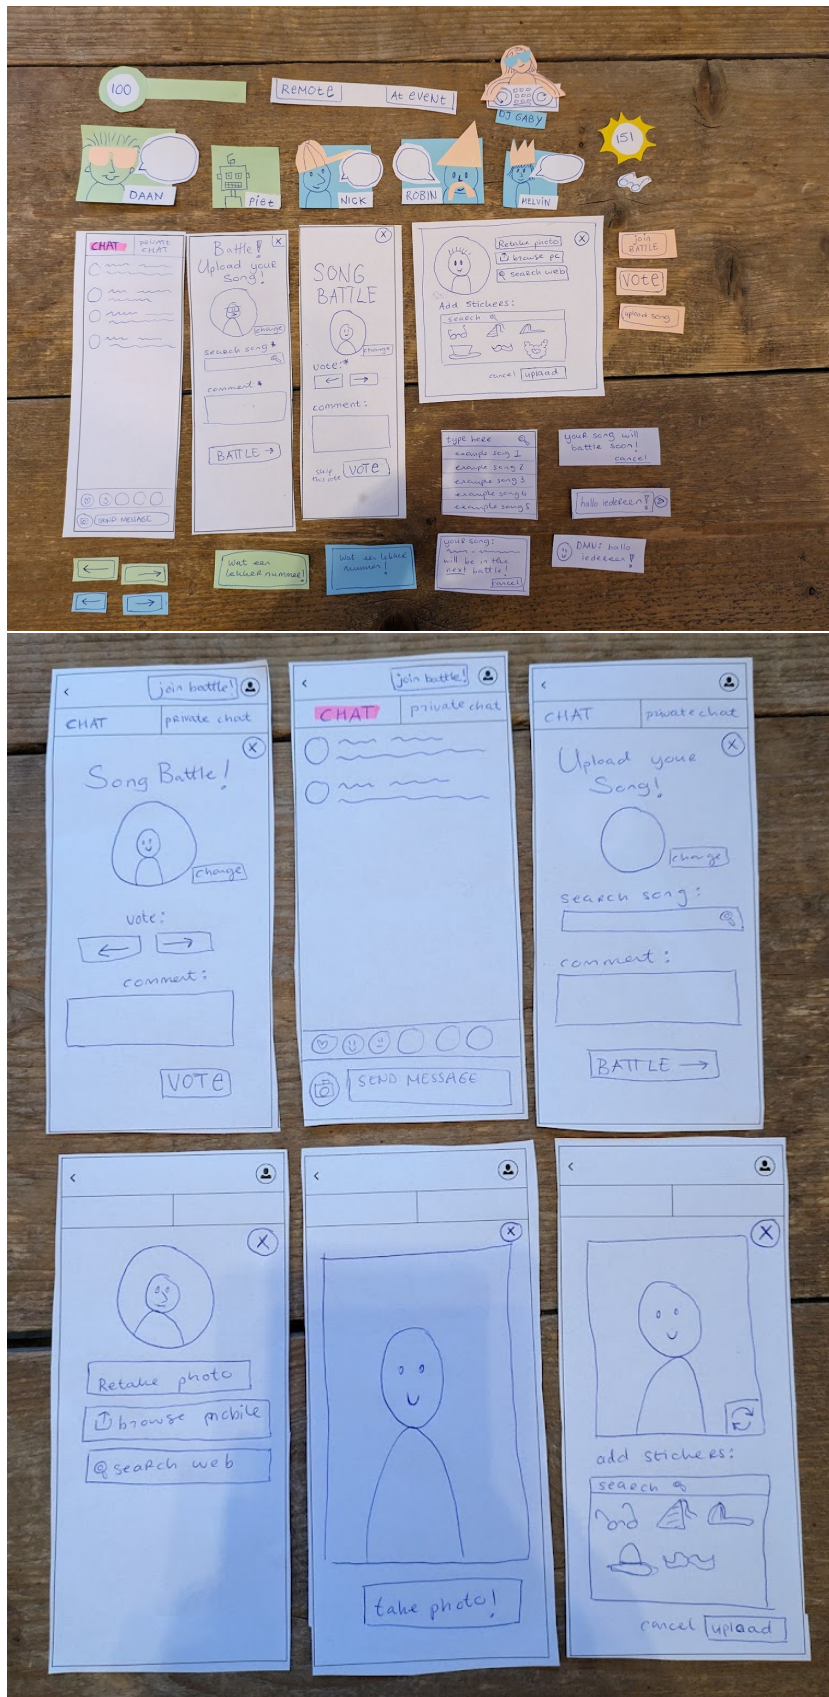 100
REMOTE
At eveNt
DJ GABY
151
DAAN
Piet
NICK
ROBIN
MELVIN
CHAT
PRIVATE
CHAT
Battle!
Upload your
Song!
change
search song*
comment*
BATTLE →
X
SONG
BATTLE
change
vote:*
← →
comment:
skip
this vote
VOTE
X
Retake photo
browse pc
search web
X
Add Stickers:
search
cancel upload
join
BATTLE
VOTE
upload song
SEND MESSAGE
type here
example song 1
example song 2
example song 3
example song 4
example song 5
your song will
battle soon!
cancel
hallo iedereen!
your song:
will be in the
next battle!
cancel
DAAN: hallo
iedereen!
← →
← →
Wat een
lekker nummer!
Wat een lekker
nummer!
<
join battle!
CHAT
private chat
X
Song Battle!
change
vote:
← →
comment:
VOTE
<
join battle!
CHAT
private chat
SEND MESSAGE
<
CHAT
private chat
X
Upload your
Song!
change
search song:
comment:
BATTLE →
<
X
Retake photo
browse mobile
search web
<
X
take photo!
<
X
add stickers:
search
cancel upload